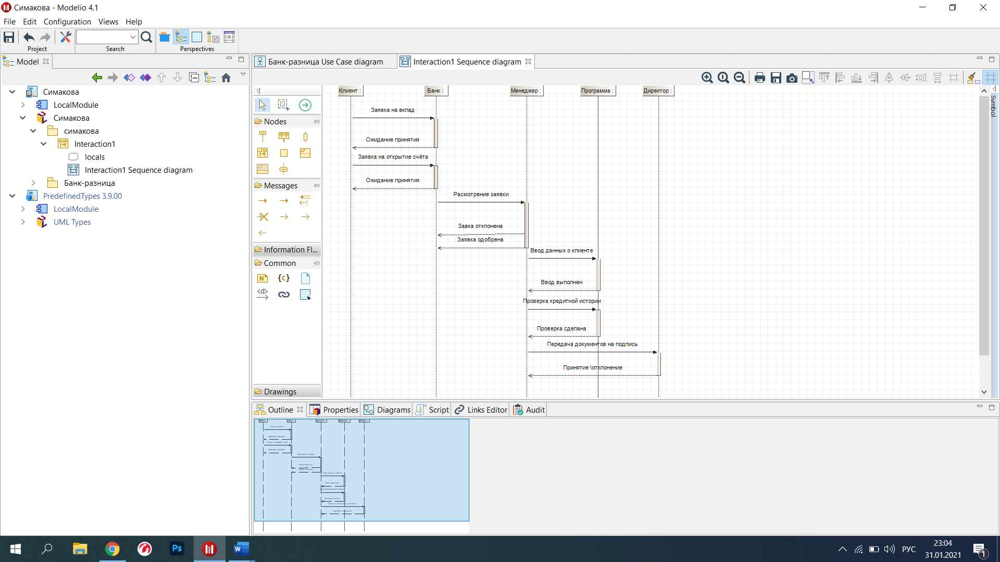 Симакова - Modelio 4.1
File Edit Configuration Views Help
Project Search Perspectives
Model
Симакова
LocalModule
Симакова
симакова
Interaction1
locals
Interaction1 Sequence diagram
Банк-разница
PredefinedTypes 3.9.00
LocalModule
UML Types
Банк-разница Use Case diagram
Interaction1 Sequence diagram
Nodes
Messages
Information Fl...
Common
N
{C}
<d>
Drawings
Symbol
Клиент :
Банк :
Менеджер :
Программа :
Директор :
Заявка на вклад
Ожидание принятия
Заявка на открытие счёта
Ожидание принятия
Расмотрение заявки
Завка отклонена
Заявка одобрена
Ввод данных о клиенте
Ввод выполнен
Проверка кредитной истории
Проверка сделана
Передача документов на подпись
Принятие \отклонение
Outline Properties Diagrams Script Links Editor Audit
Ps
W
РУС
23:04
31.01.2021
1